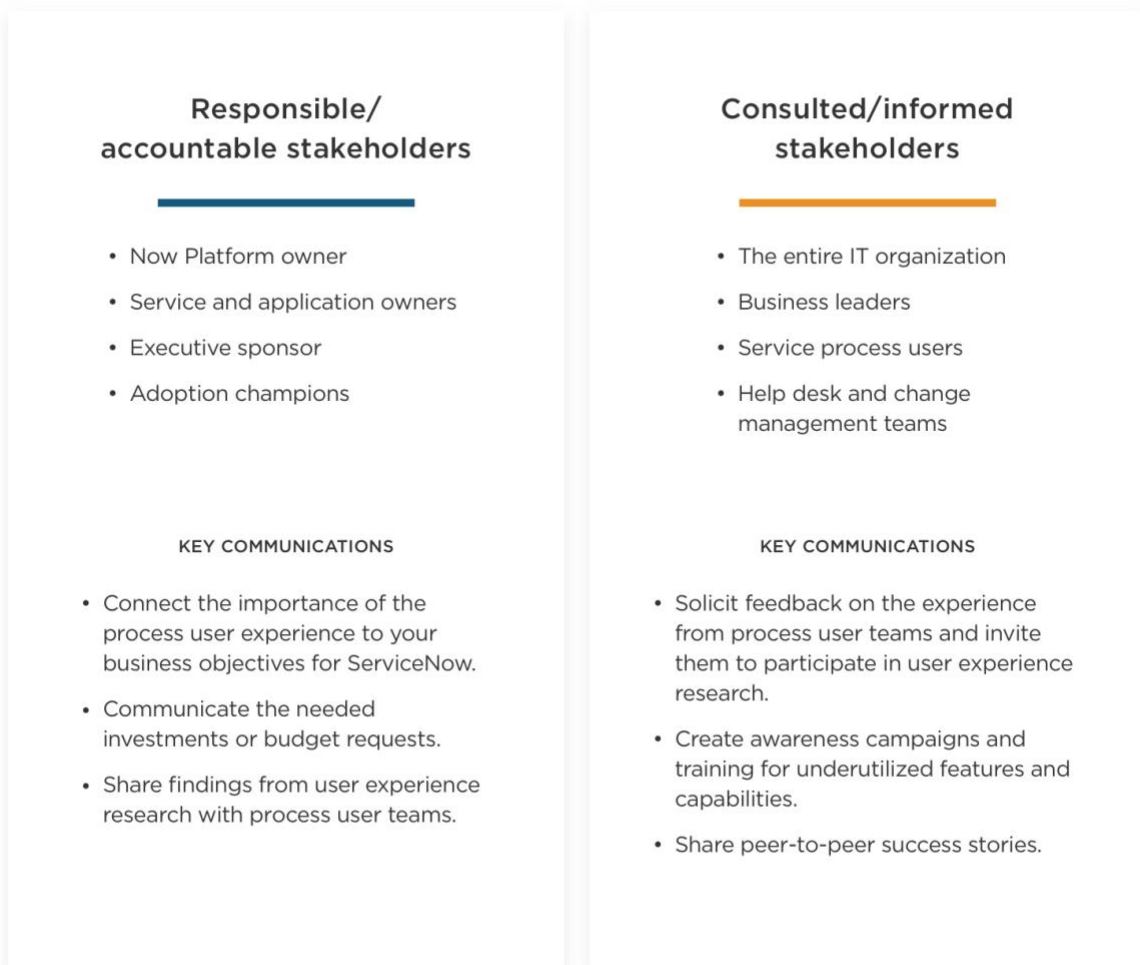 Responsible/
accountable stakeholders
• Now Platform owner
• Service and application owners
• Executive sponsor
• Adoption champions
KEY COMMUNICATIONS
• Connect the importance of the
process user experience to your
business objectives for ServiceNow.
• Communicate the needed
investments or budget requests.
• Share findings from user experience
research with process user teams.
Consulted/informed
stakeholders
• The entire IT organization
• Business leaders
• Service process users
• Help desk and change
management teams
KEY COMMUNICATIONS
• Solicit feedback on the experience
from process user teams and invite
them to participate in user experience
research.
• Create awareness campaigns and
training for underutilized features and
capabilities.
• Share peer-to-peer success stories.